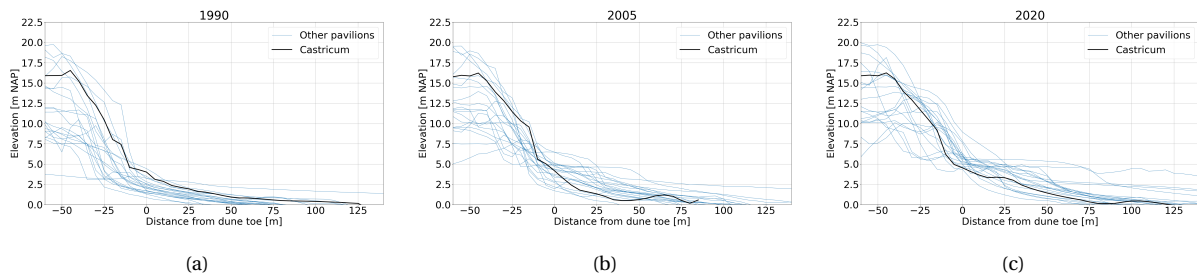 1990
22.5
20.0
17.5
15.0
12.5
10.0
7.5
5.0
2.5
0.0
Elevation [m NAP]
Other pavilions
Castricum
−50 −25 0 25 50 75 100 125
Distance from dune toe [m]
(a)
2005
22.5
20.0
17.5
15.0
12.5
10.0
7.5
5.0
2.5
0.0
Elevation [m NAP]
Other pavilions
Castricum
−50 −25 0 25 50 75 100 125
Distance from dune toe [m]
(b)
2020
22.5
20.0
17.5
15.0
12.5
10.0
7.5
5.0
2.5
0.0
Elevation [m NAP]
Other pavilions
Castricum
−50 −25 0 25 50 75 100 125
Distance from dune toe [m]
(c)